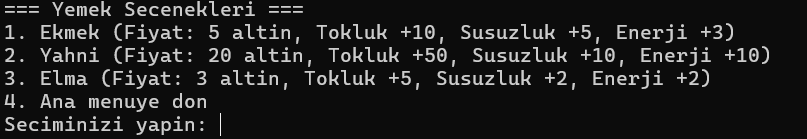 === Yemek Secenekleri ===
1. Ekmek (Fiyat: 5 altin, Tokluk +10, Susuzluk +5, Enerji +3)
2. Yahni (Fiyat: 20 altin, Tokluk +50, Susuzluk +10, Enerji +10)
3. Elma (Fiyat: 3 altin, Tokluk +5, Susuzluk +2, Enerji +2)
4. Ana menuye don
Seciminizi yapin: